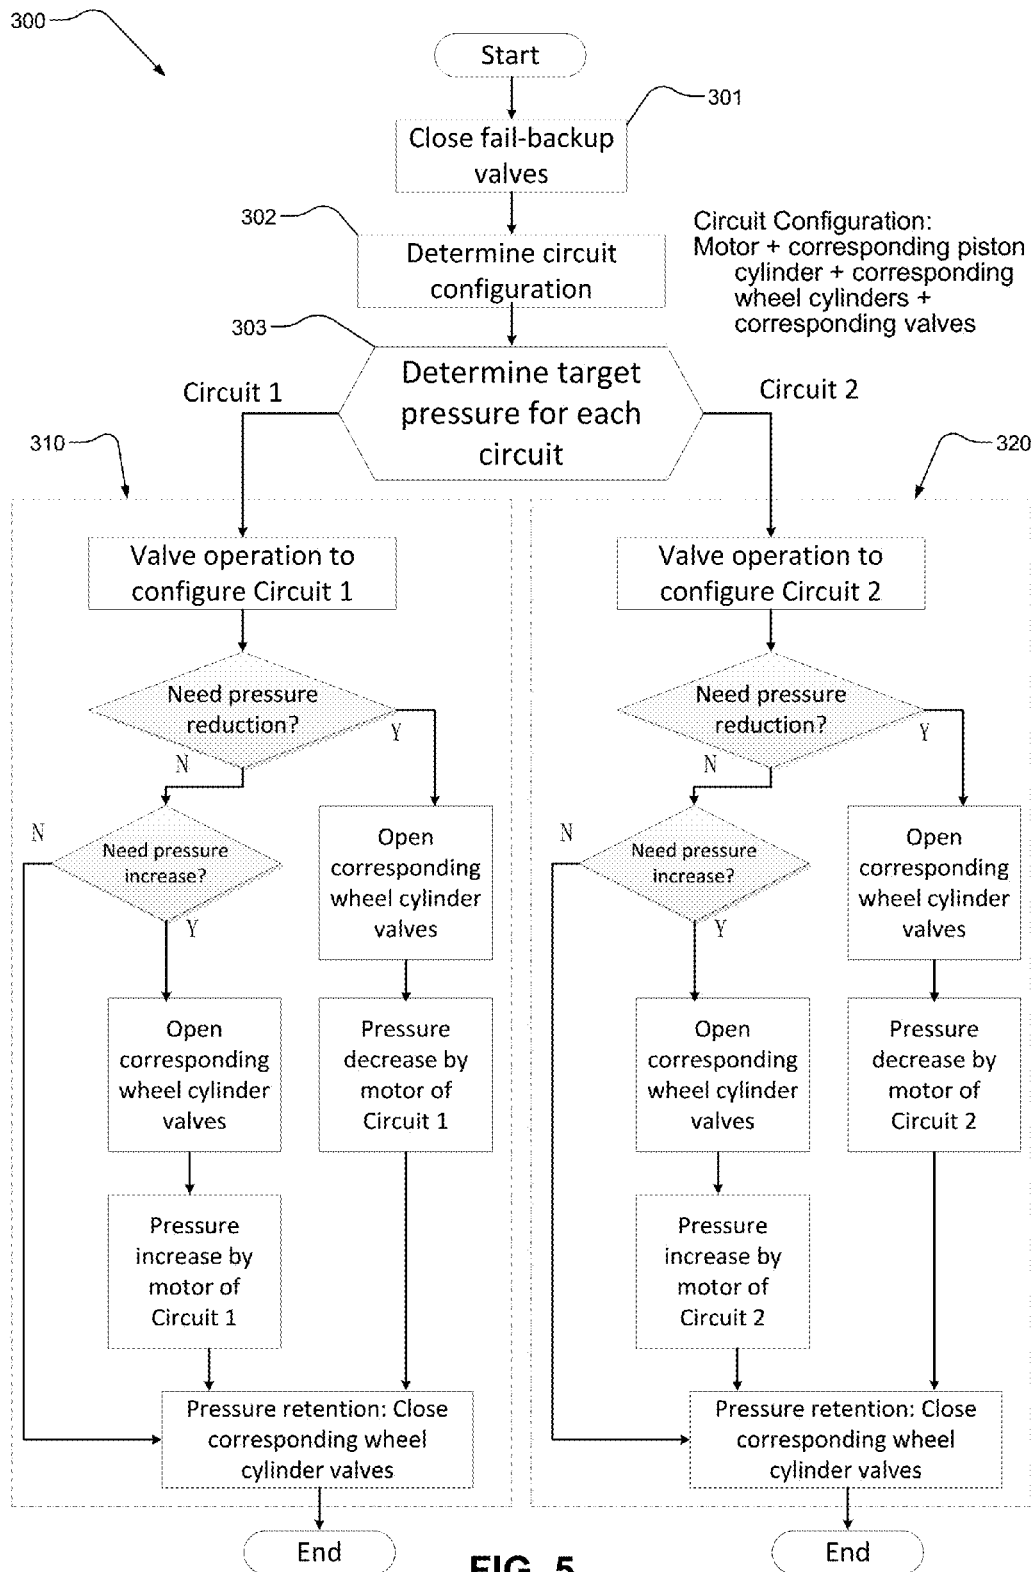 300
Start
301
Close fail-backup
valves
302
Determine circuit
configuration
Circuit Configuration:
Motor + corresponding piston
cylinder + corresponding
wheel cylinders +
corresponding valves
303
Determine target
pressure for each
circuit
Circuit 1
Circuit 2
310
320
Valve operation to
configure Circuit 1
Need pressure
reduction?
Y
N
Need pressure
increase?
N
Y
Open
corresponding
wheel cylinder
valves
Pressure
decrease by
motor of
Circuit 1
Open
corresponding
wheel cylinder
valves
Pressure
increase by
motor of
Circuit 1
Pressure retention: Close
corresponding wheel
cylinder valves
End
Valve operation to
configure Circuit 2
Need pressure
reduction?
Y
N
Need pressure
increase?
N
Y
Open
corresponding
wheel cylinder
valves
Pressure
decrease by
motor of
Circuit 2
Open
corresponding
wheel cylinder
valves
Pressure
increase by
motor of
Circuit 2
Pressure retention: Close
corresponding wheel
cylinder valves
End
FIG. 5